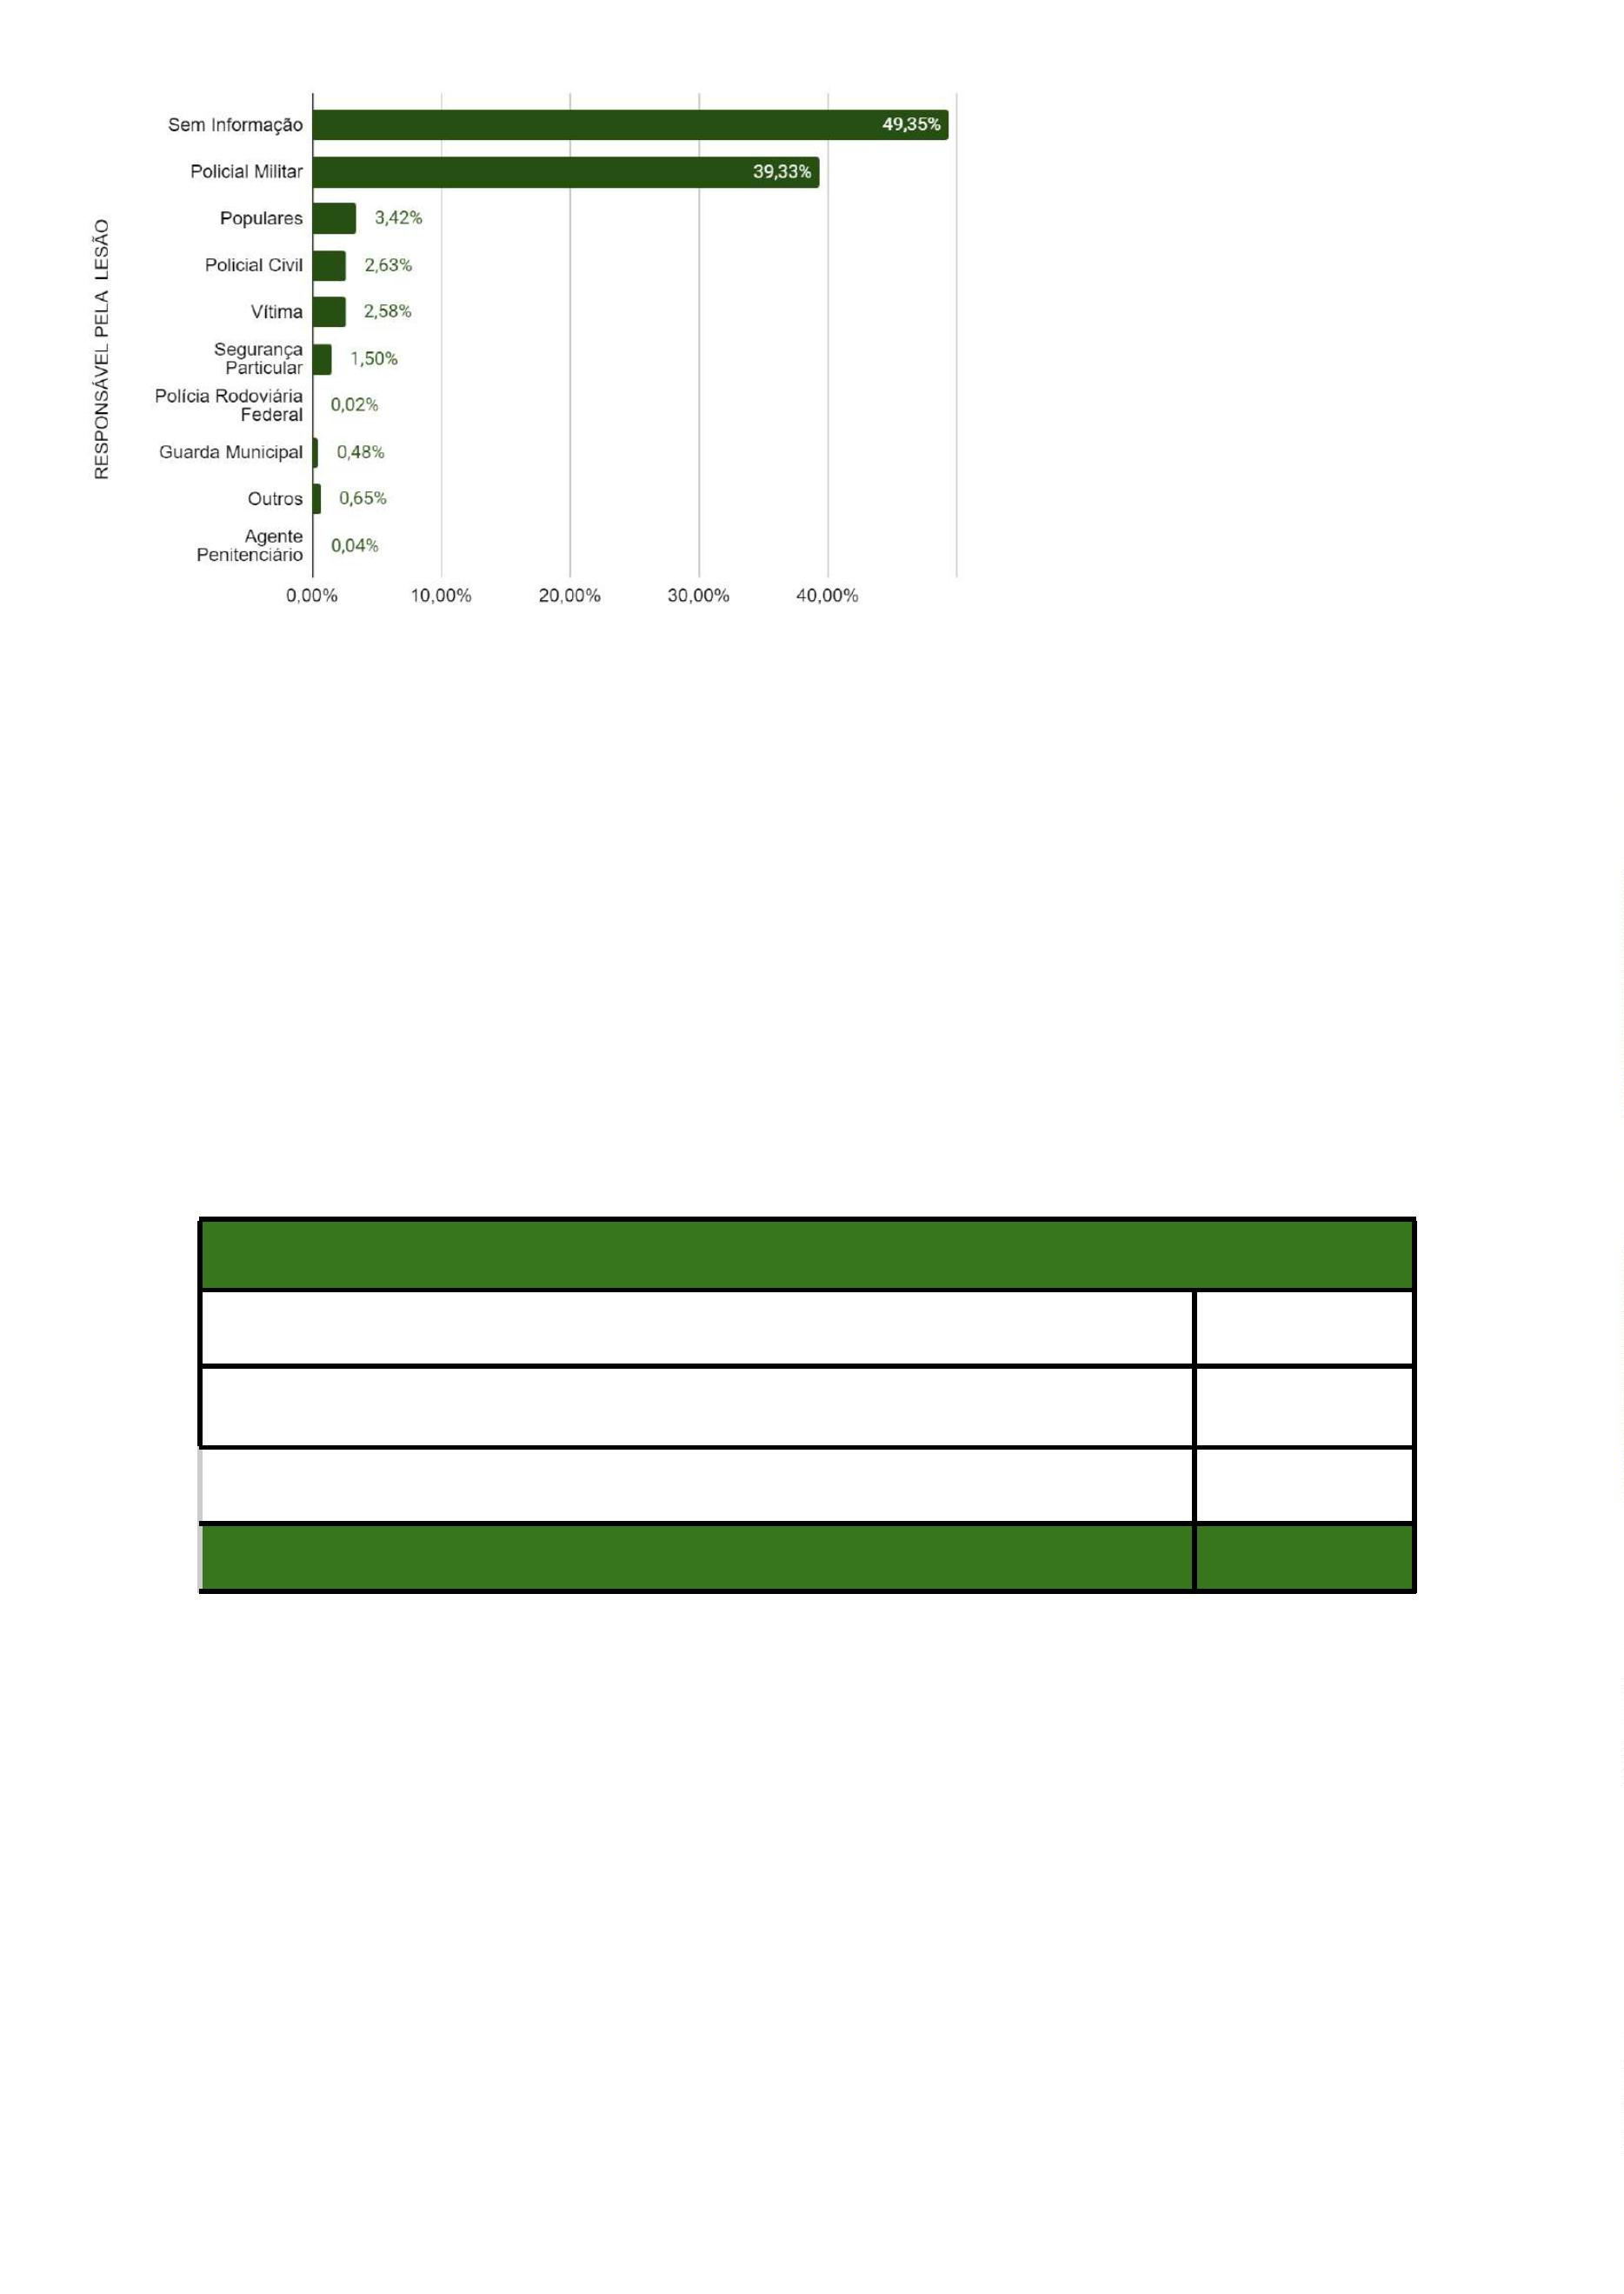 RESPONSÁVEL PELA LESÃO
Sem Informação 49,35%
Policial Militar 39,33%
Populares 3,42%
Policial Civil 2,63%
Vítima 2,58%
Segurança
Particular 1,50%
Polícia Rodoviária
Federal 0,02%
Guarda Municipal 0,48%
Outros 0,65%
Agente
Penitenciário 0,04%
0,00% 10,00% 20,00% 30,00% 40,00%